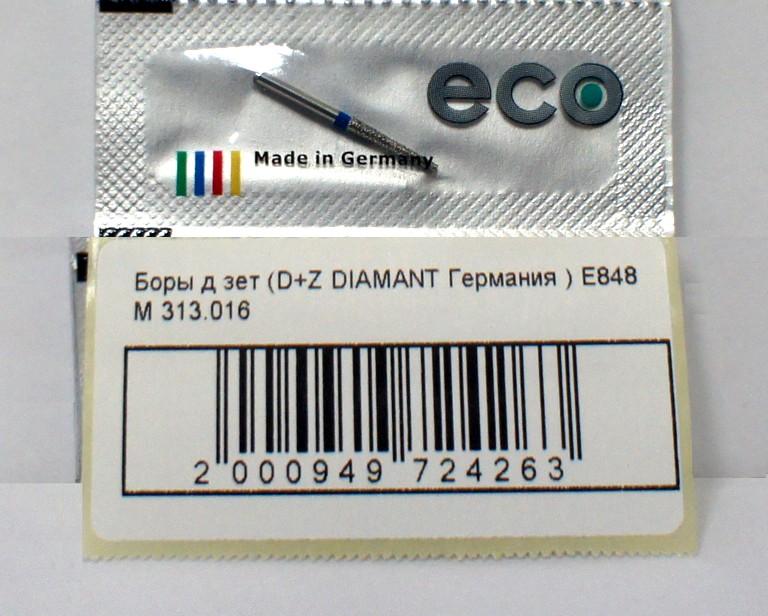 eco
Made in Germany
Боры д зет (D+Z DIAMANT Германия ) E848
M 313.016
2 000949 724263